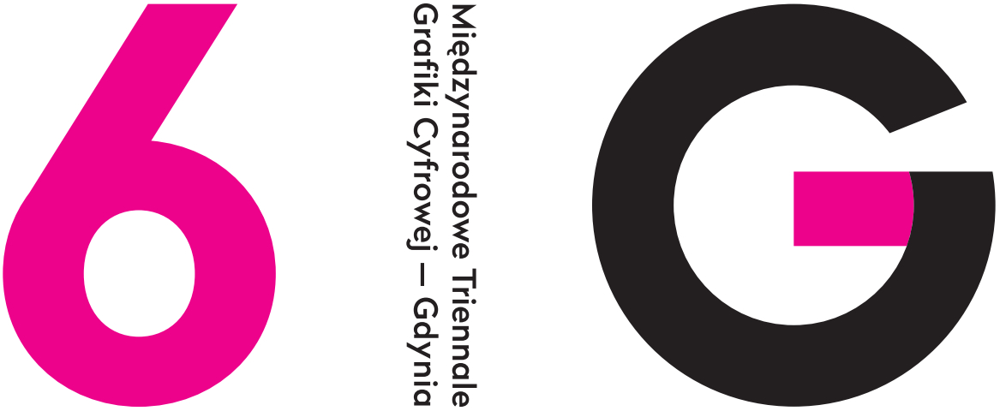 6
Międzynarodowe Triennale
Grafiki Cyfrowej — Gdynia
G